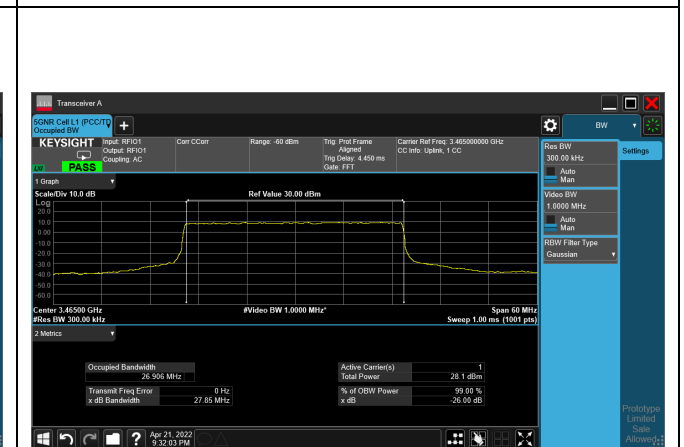 Transceiver A
5GNR Cell L1 (PCC/TD
Occupied BW
KEYSIGHT
Input: RFIO1
Output: RFIO1
Coupling: AC
Corr CCorr
Range: -60 dBm
Trig: Prot Frame
Aligned
Trig Delay: 4.450 ms
Gate: FFT
Carrier Ref Freq: 3.465000000 GHz
CC Info: Uplink, 1 CC
PASS
1 Graph
Scale/Div 10.0 dB
Ref Value 30.00 dBm
Log
20.0
10.0
0.00
-10.0
-20.0
-30.0
-40.0
-50.0
-60.0
Center 3.46500 GHz
#Video BW 1.0000 MHz*
Span 60 MHz
#Res BW 300.00 kHz
Sweep 1.00 ms (1001 pts)
2 Metrics
Occupied Bandwidth
26.906 MHz
Transmit Freq Error 0 Hz
x dB Bandwidth 27.85 MHz
Active Carrier(s) 1
Total Power 28.1 dBm
% of OBW Power 99.00 %
x dB -26.00 dB
BW
Res BW
300.00 kHz
Auto
Man
Video BW
1.0000 MHz
Auto
Man
RBW Filter Type
Gaussian
Settings
Prototype
Limited
Sale
Allowed
Apr 21, 2022
9:32:03 PM